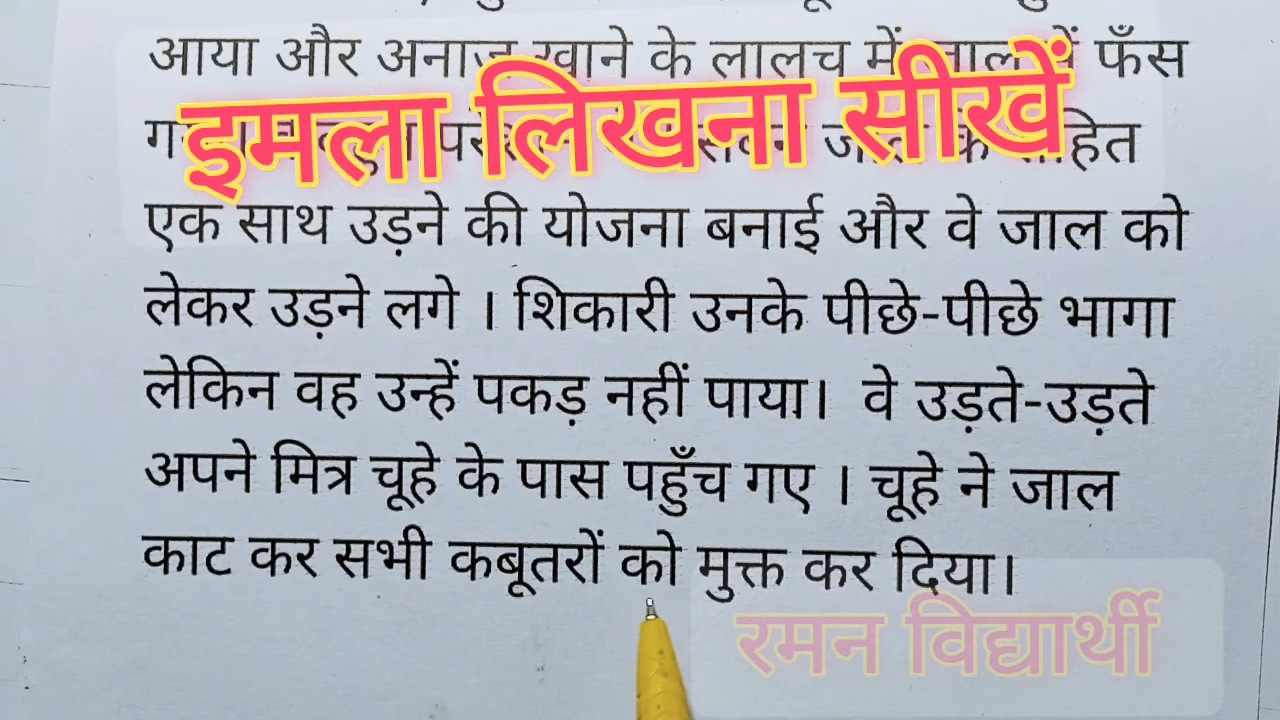 आया और अनाज खाने के लालच में जाल में फँस
इमला लिखना सीखें
एक साथ उड़ने की योजना बनाई और वे जाल को
लेकर उड़ने लगे । शिकारी उनके पीछे-पीछे भागा
लेकिन वह उन्हें पकड़ नहीं पाया। वे उड़ते-उड़ते
अपने मित्र चूहे के पास पहुँच गए । चूहे ने जाल
काट कर सभी कबूतरों को मुक्त कर दिया।
रमन विद्यार्थी